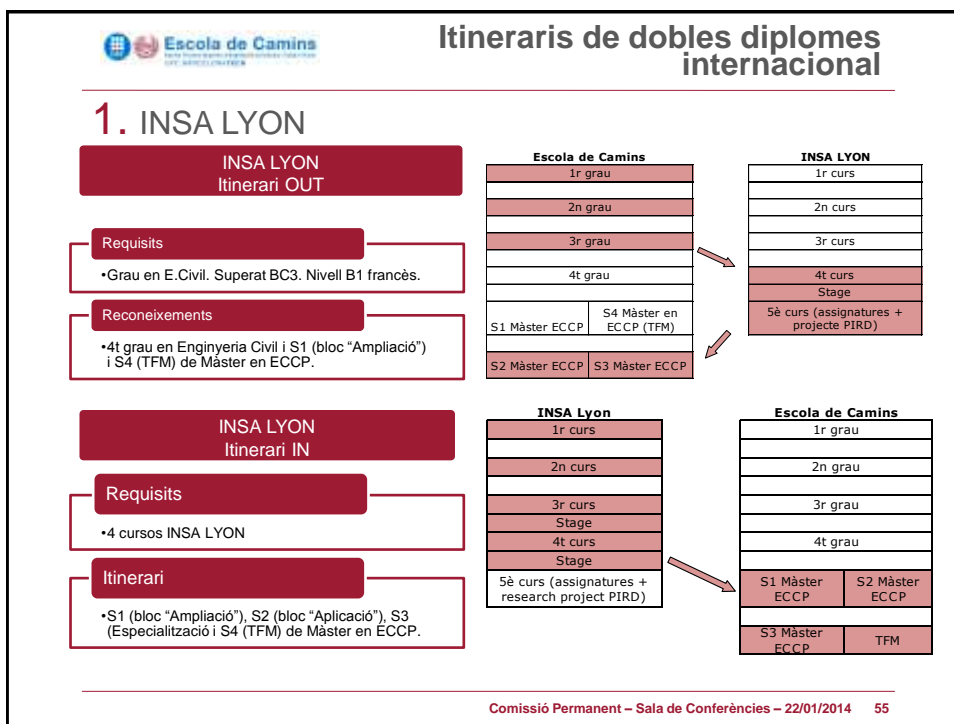 Escola de Camins
Itineraris de dobles diplomes
internacional
1. INSA LYON
INSA LYON
Itinerari OUT
Requisits
•Grau en E.Civil. Superat BC3. Nivell B1 francès.
Reconeixements
•4t grau en Enginyeria Civil i S1 (bloc “Ampliació”)
i S4 (TFM) de Màster en ECCP.
Escola de Camins
1r grau
2n grau
3r grau
4t grau
S1 Màster ECCP
S4 Màster en
ECCP (TFM)
S2 Màster ECCP
S3 Màster ECCP
INSA LYON
1r curs
2n curs
3r curs
4t curs
Stage
5è curs (assignatures +
projecte PIRD)
INSA LYON
Itinerari IN
Requisits
•4 cursos INSA LYON
Itinerari
•S1 (bloc “Ampliació”), S2 (bloc “Aplicació”), S3
(Especialització i S4 (TFM) de Màster en ECCP.
INSA Lyon
1r curs
2n curs
3r curs
Stage
4t curs
Stage
5è curs (assignatures +
research project PIRD)
Escola de Camins
1r grau
2n grau
3r grau
4t grau
S1 Màster
ECCP
S2 Màster
ECCP
S3 Màster
ECCP
TFM
Comissió Permanent – Sala de Conferències – 22/01/2014 55